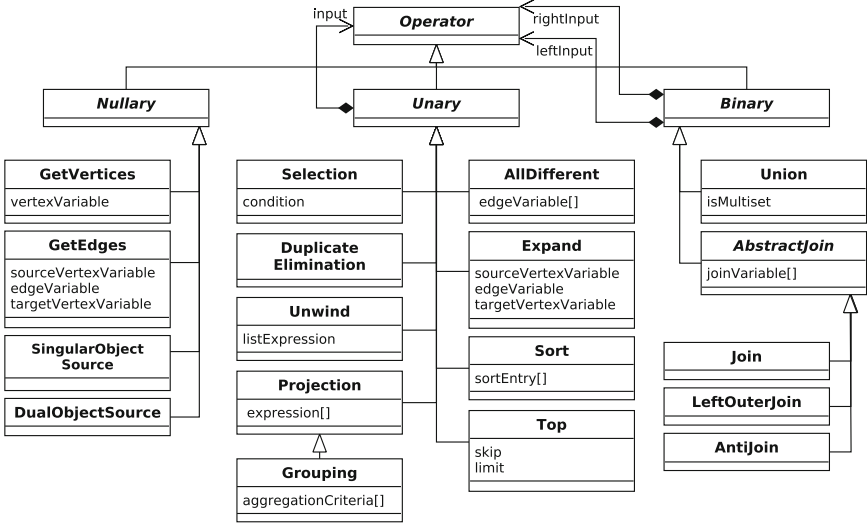 input
Operator
rightInput
leftInput
Nullary
Unary
Binary
GetVertices
vertexVariable
GetEdges
sourceVertexVariable
edgeVariable
targetVertexVariable
SingularObject
Source
DualObjectSource
Selection
condition
Duplicate
Elimination
Unwind
listExpression
Projection
expression[]
Grouping
aggregationCriteria[]
AllDifferent
edgeVariable[]
Expand
sourceVertexVariable
edgeVariable
targetVertexVariable
Sort
sortEntry[]
Top
skip
limit
Union
isMultiset
AbstractJoin
joinVariable[]
Join
LeftOuterJoin
AntiJoin